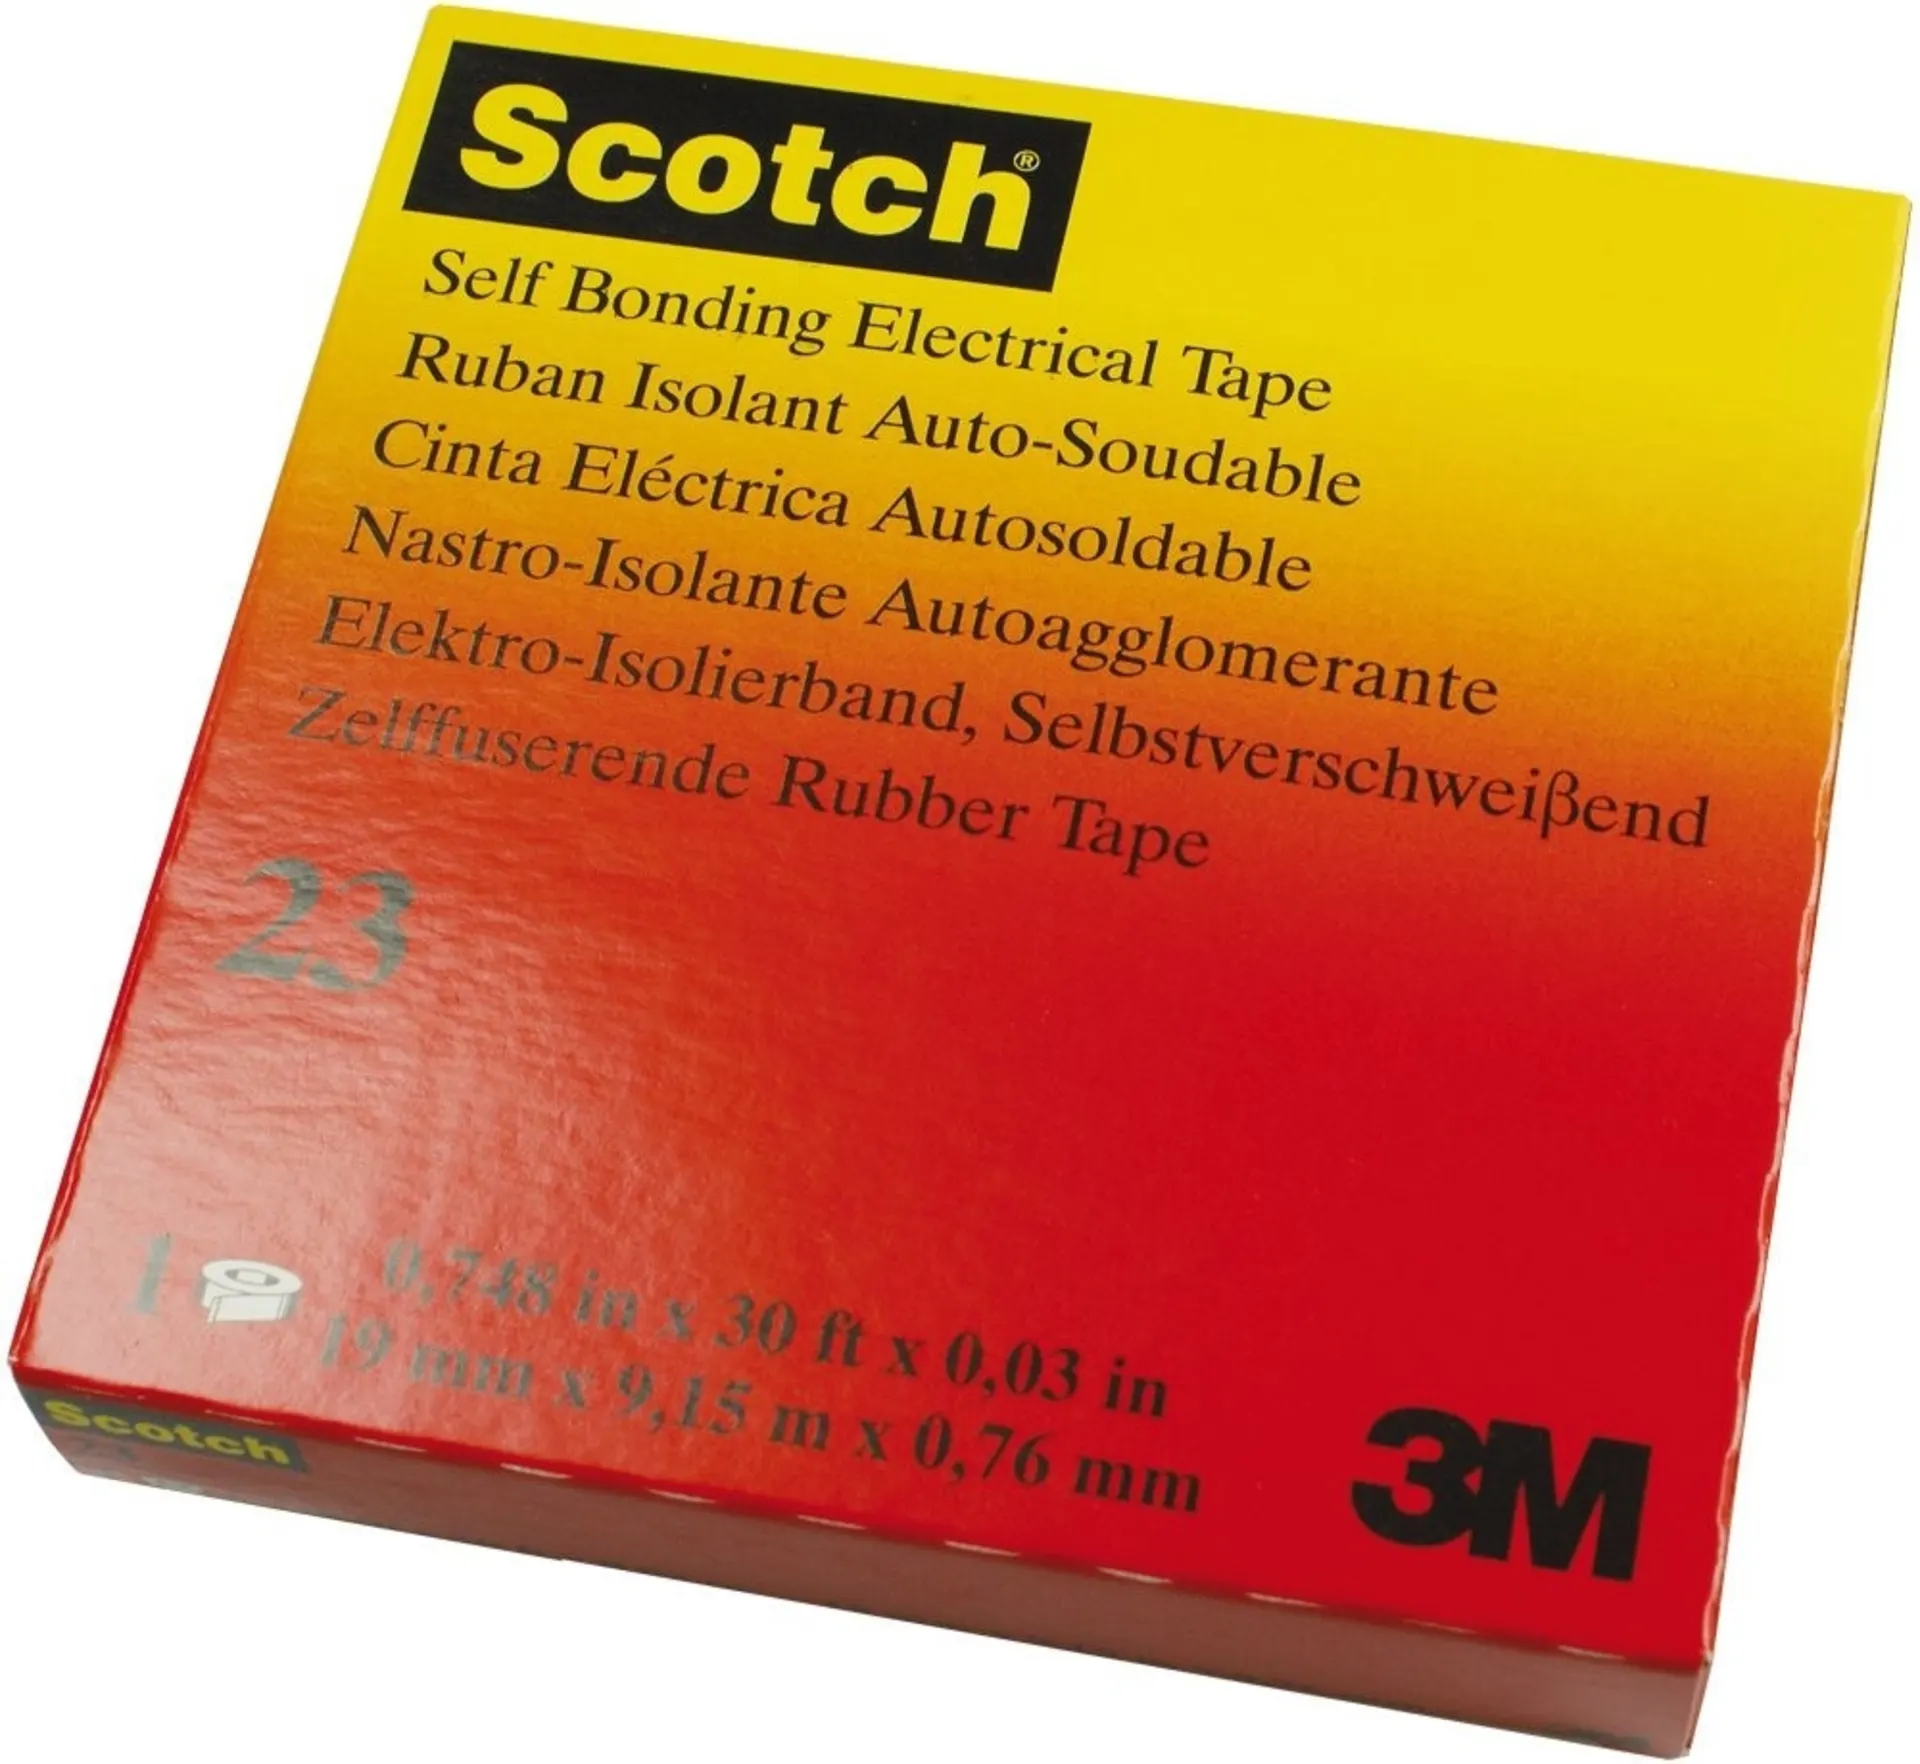 Scotch®
Self Bonding Electrical Tape
Ruban Isolant Auto-Soudable
Cinta Eléctrica Autosoldable
Nastro-Isolante Autoagglomerante
Elektro-Isolierband, Selbstverschweißend
Zelffuserende Rubber Tape
23
1
0,748 in x 30 ft x 0,03 in
19 mm x 9,15 m x 0,76 mm
3M
Scotch
23